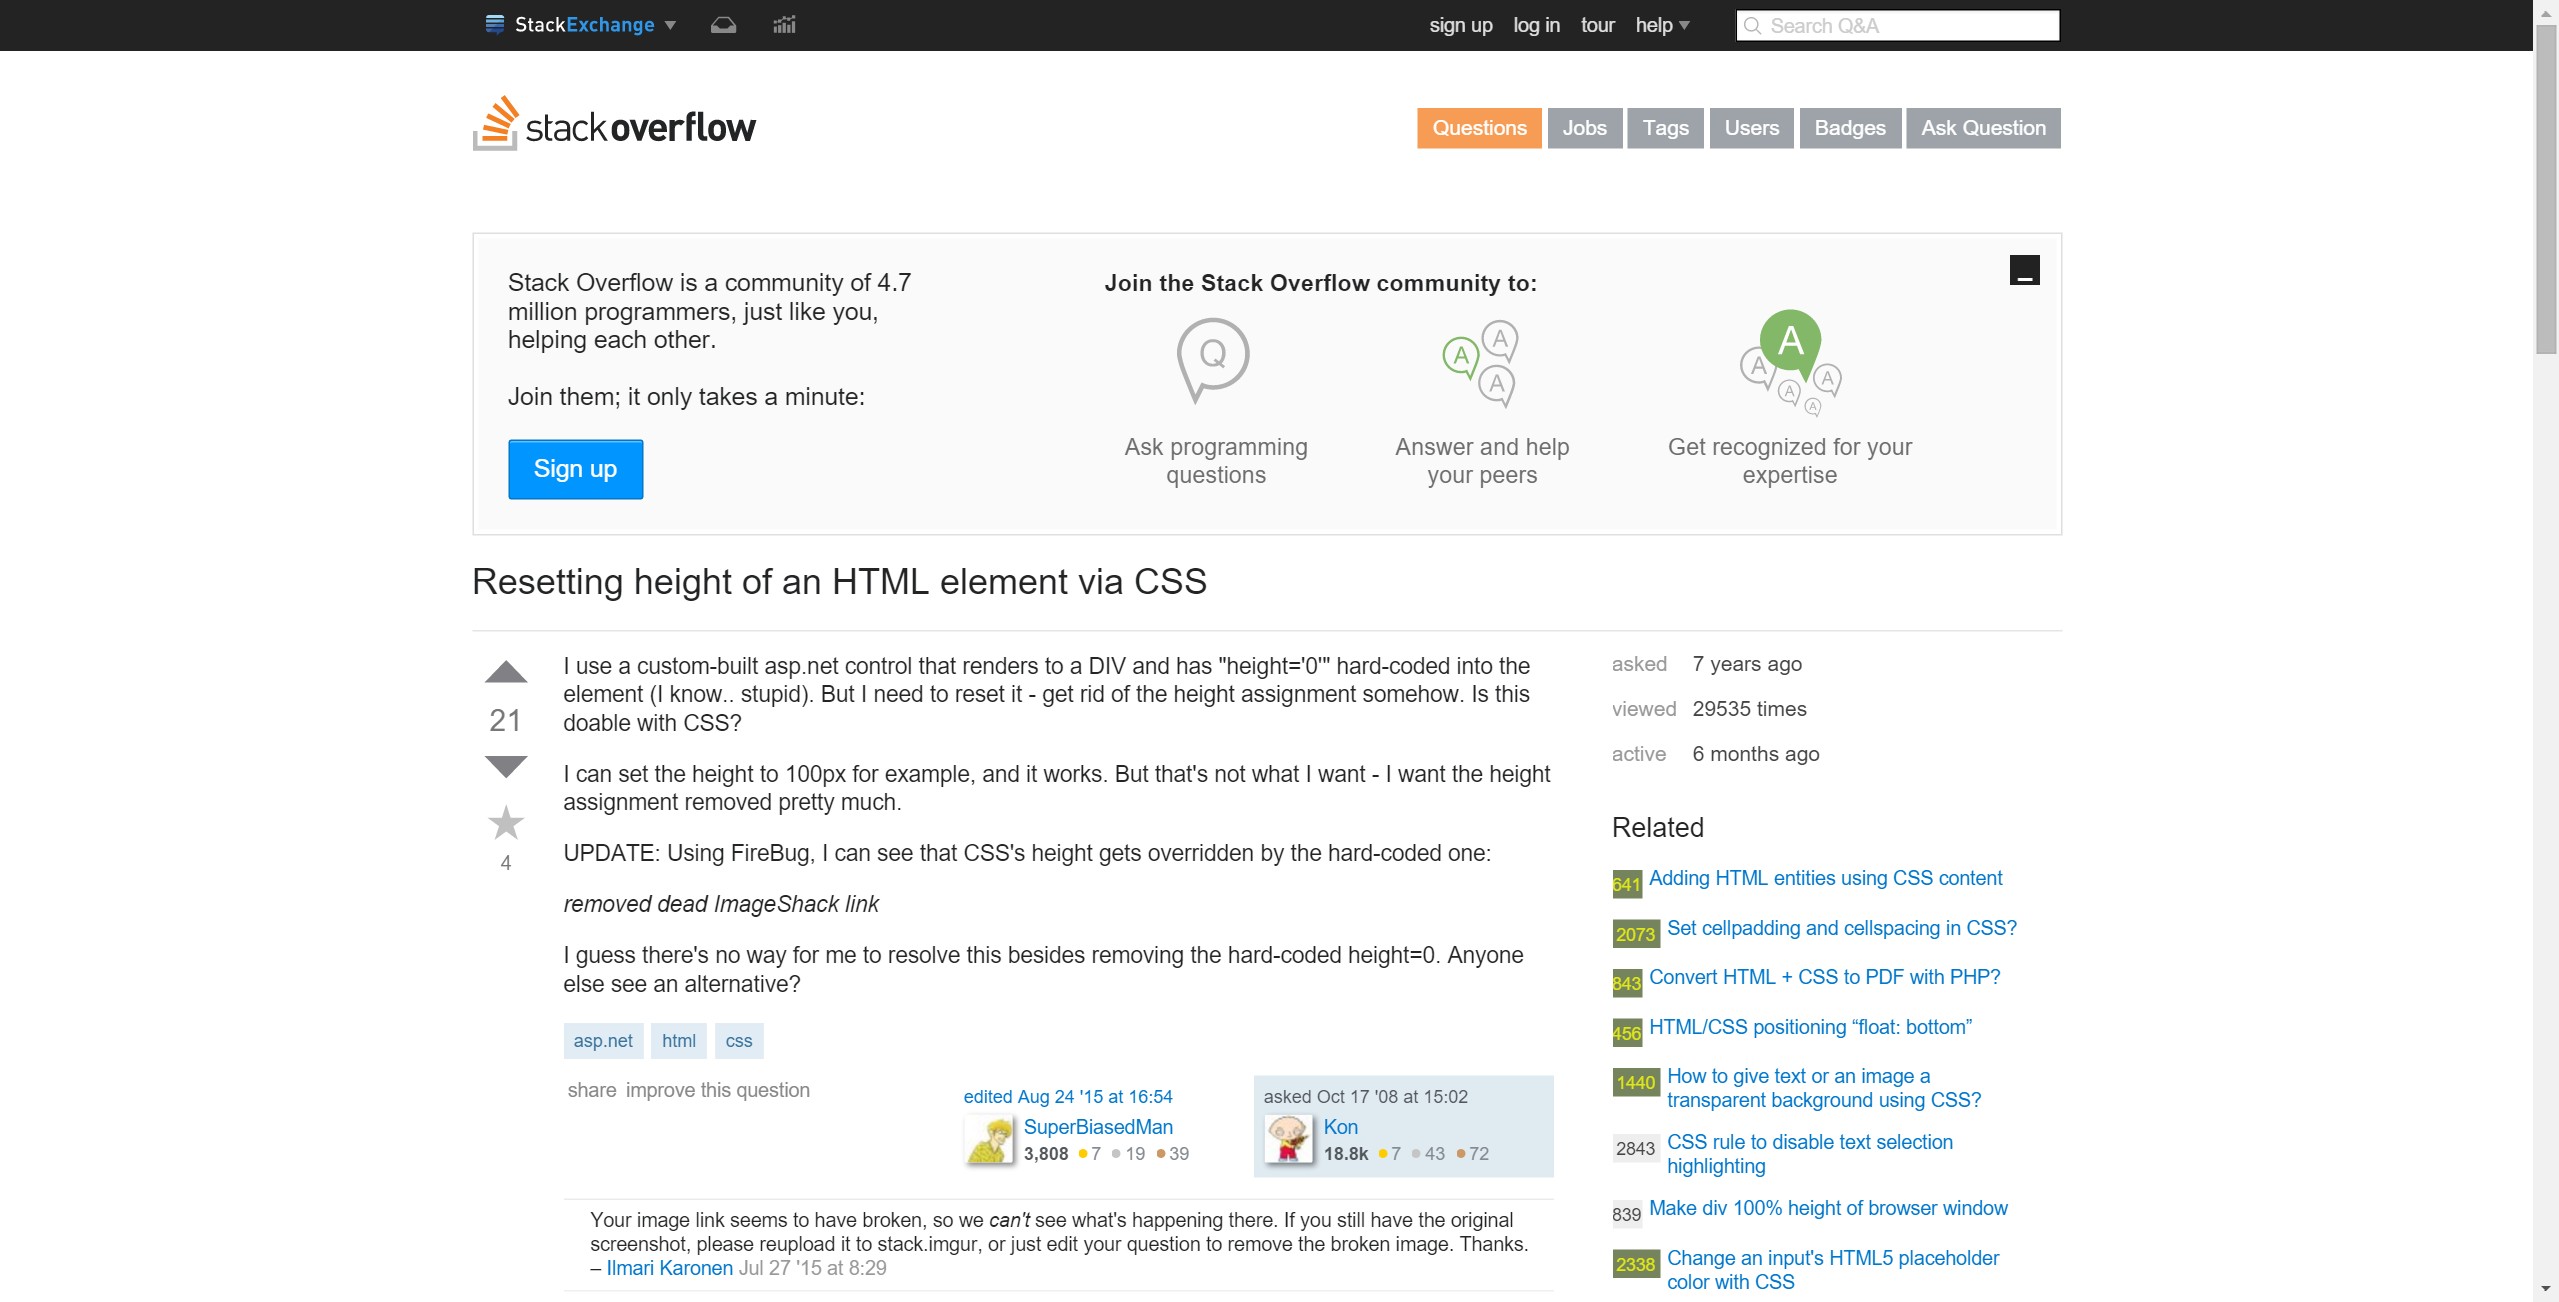 StackExchange
sign up log in tour help
Search Q&A
stackoverflow
Questions Jobs Tags Users Badges Ask Question
Stack Overflow is a community of 4.7
million programmers, just like you,
helping each other.
Join them; it only takes a minute:
Sign up
Join the Stack Overflow community to:
Q
A A A
A A A A A
Ask programming
questions
Answer and help
your peers
Get recognized for your
expertise
Resetting height of an HTML element via CSS
21
4
I use a custom-built asp.net control that renders to a DIV and has "height='0'" hard-coded into the
element (I know.. stupid). But I need to reset it - get rid of the height assignment somehow. Is this
doable with CSS?
I can set the height to 100px for example, and it works. But that's not what I want - I want the height
assignment removed pretty much.
UPDATE: Using FireBug, I can see that CSS's height gets overridden by the hard-coded one:
removed dead ImageShack link
I guess there's no way for me to resolve this besides removing the hard-coded height=0. Anyone
else see an alternative?
asp.net html css
share improve this question
edited Aug 24 '15 at 16:54
SuperBiasedMan
3,808 7 19 39
asked Oct 17 '08 at 15:02
Kon
18.8k 7 43 72
Your image link seems to have broken, so we can't see what's happening there. If you still have the original
screenshot, please reupload it to stack.imgur, or just edit your question to remove the broken image. Thanks.
– Ilmari Karonen Jul 27 '15 at 8:29
asked 7 years ago
viewed 29535 times
active 6 months ago
Related
641 Adding HTML entities using CSS content
2073 Set cellpadding and cellspacing in CSS?
843 Convert HTML + CSS to PDF with PHP?
456 HTML/CSS positioning “float: bottom”
1440 How to give text or an image a
transparent background using CSS?
2843 CSS rule to disable text selection
highlighting
839 Make div 100% height of browser window
2338 Change an input's HTML5 placeholder
color with CSS